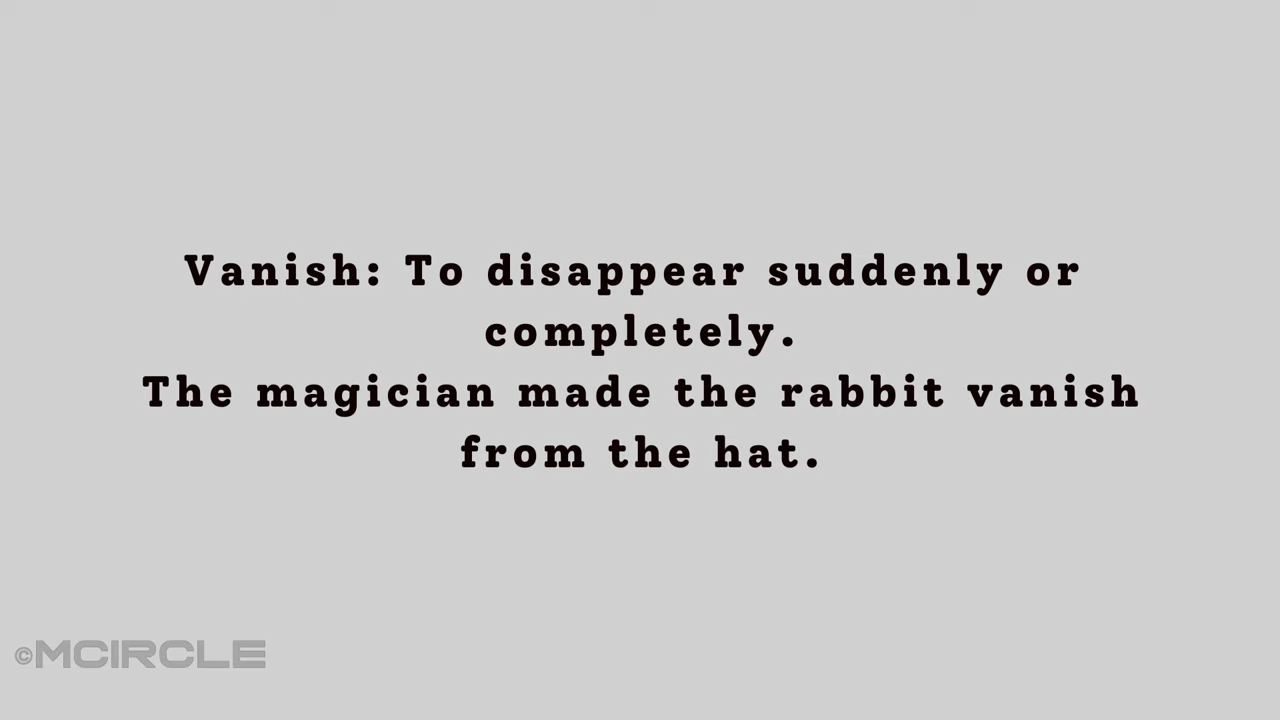 Vanish: To disappear suddenly or
completely.
The magician made the rabbit vanish
from the hat.
©MCIRCLE